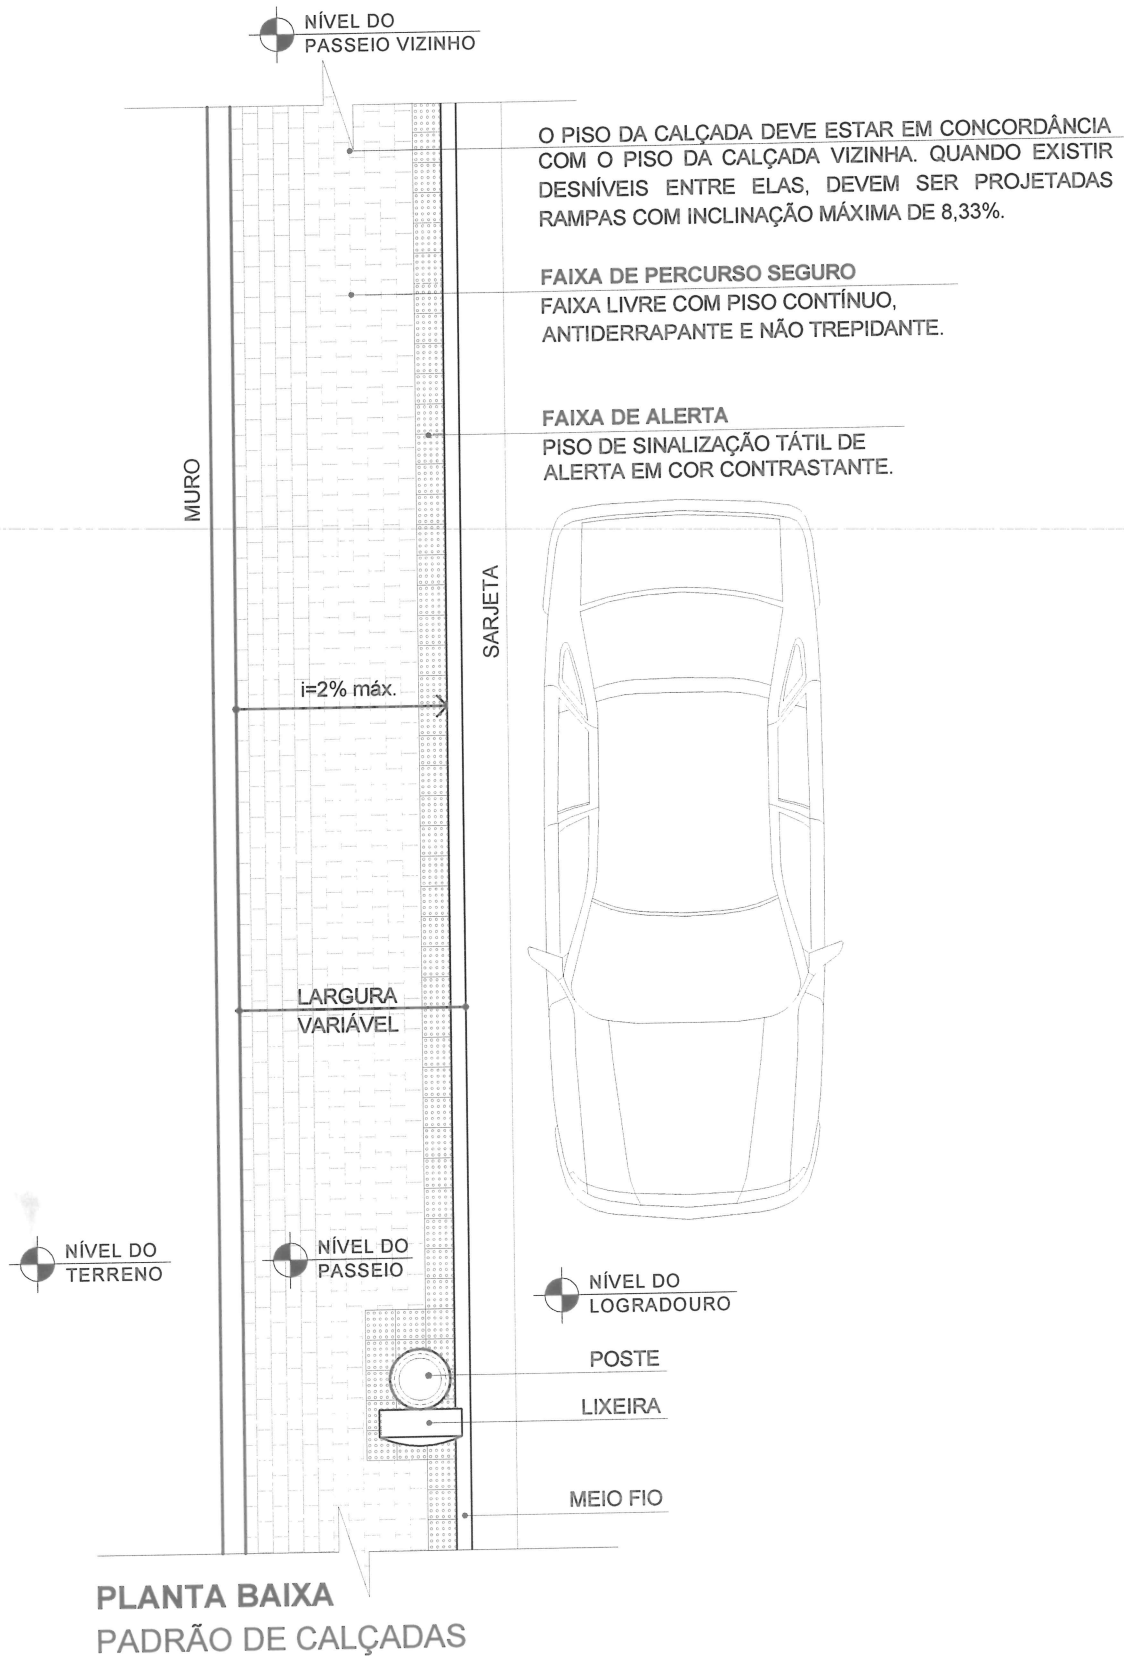 NÍVEL DO
PASSEIO VIZINHO
O PISO DA CALÇADA DEVE ESTAR EM CONCORDÂNCIA
COM O PISO DA CALÇADA VIZINHA. QUANDO EXISTIR
DESNÍVEIS ENTRE ELAS, DEVEM SER PROJETADAS
RAMPAS COM INCLINAÇÃO MÁXIMA DE 8,33%.
FAIXA DE PERCURSO SEGURO
FAIXA LIVRE COM PISO CONTÍNUO,
ANTIDERRAPANTE E NÃO TREPIDANTE.
FAIXA DE ALERTA
PISO DE SINALIZAÇÃO TÁTIL DE
ALERTA EM COR CONTRASTANTE.
MURO
SARJETA
i=2% máx.
LARGURA
VARIÁVEL
NÍVEL DO
TERRENO
NÍVEL DO
PASSEIO
NÍVEL DO
LOGRADOURO
POSTE
LIXEIRA
MEIO FIO
PLANTA BAIXA
PADRÃO DE CALÇADAS